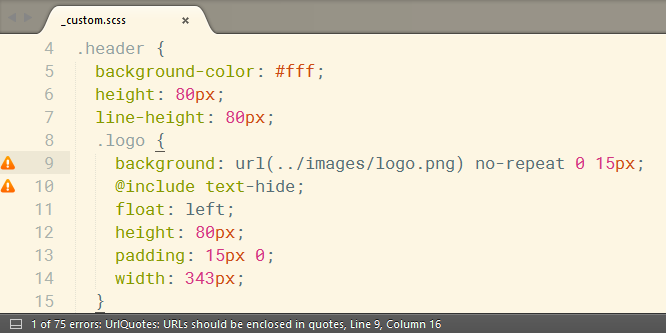 _custom.scss ×
4 .header {
5 background-color: #fff;
6 height: 80px;
7 line-height: 80px;
8 .logo {
9 background: url(../images/logo.png) no-repeat 0 15px;
10 @include text-hide;
11 float: left;
12 height: 80px;
13 padding: 15px 0;
14 width: 343px;
15 }
1 of 75 errors: UrlQuotes: URLs should be enclosed in quotes, Line 9, Column 16